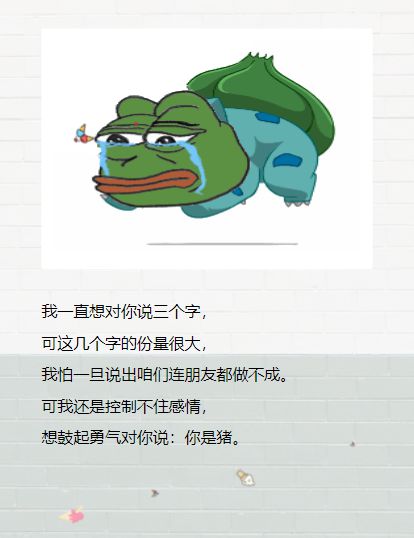 我一直想对你说三个字，
可这几个字的份量很大，
我怕一旦说出咱们连朋友都做不成。
可我还是控制不住感情，
想鼓起勇气对你说：你是猪。